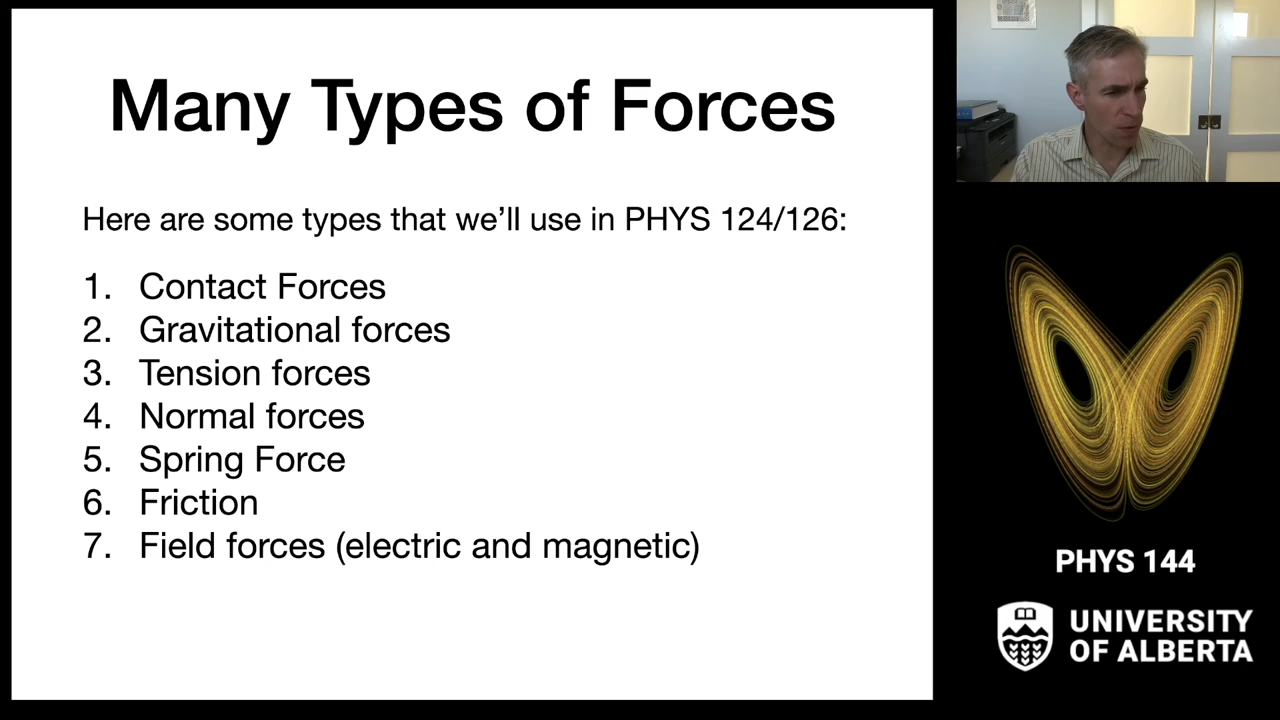 Many Types of Forces
Here are some types that we’ll use in PHYS 124/126:
1. Contact Forces
2. Gravitational forces
3. Tension forces
4. Normal forces
5. Spring Force
6. Friction
7. Field forces (electric and magnetic)
PHYS 144
UNIVERSITY
OF ALBERTA